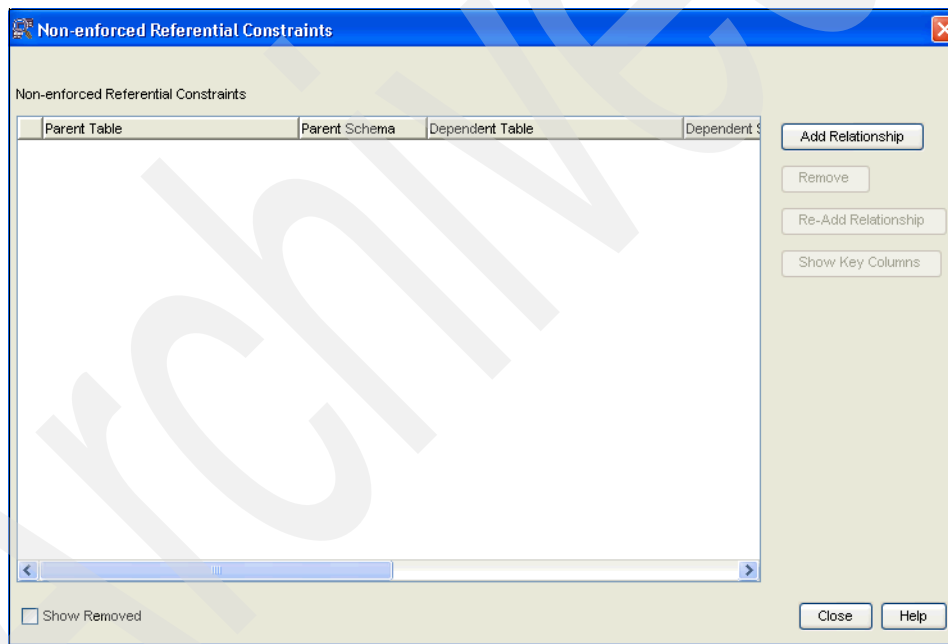 Non-enforced Referential Constraints
Non-enforced Referential Constraints
Parent Table Parent Schema Dependent Table Dependent S
Add Relationship
Remove
Re-Add Relationship
Show Key Columns
Show Removed
Close Help